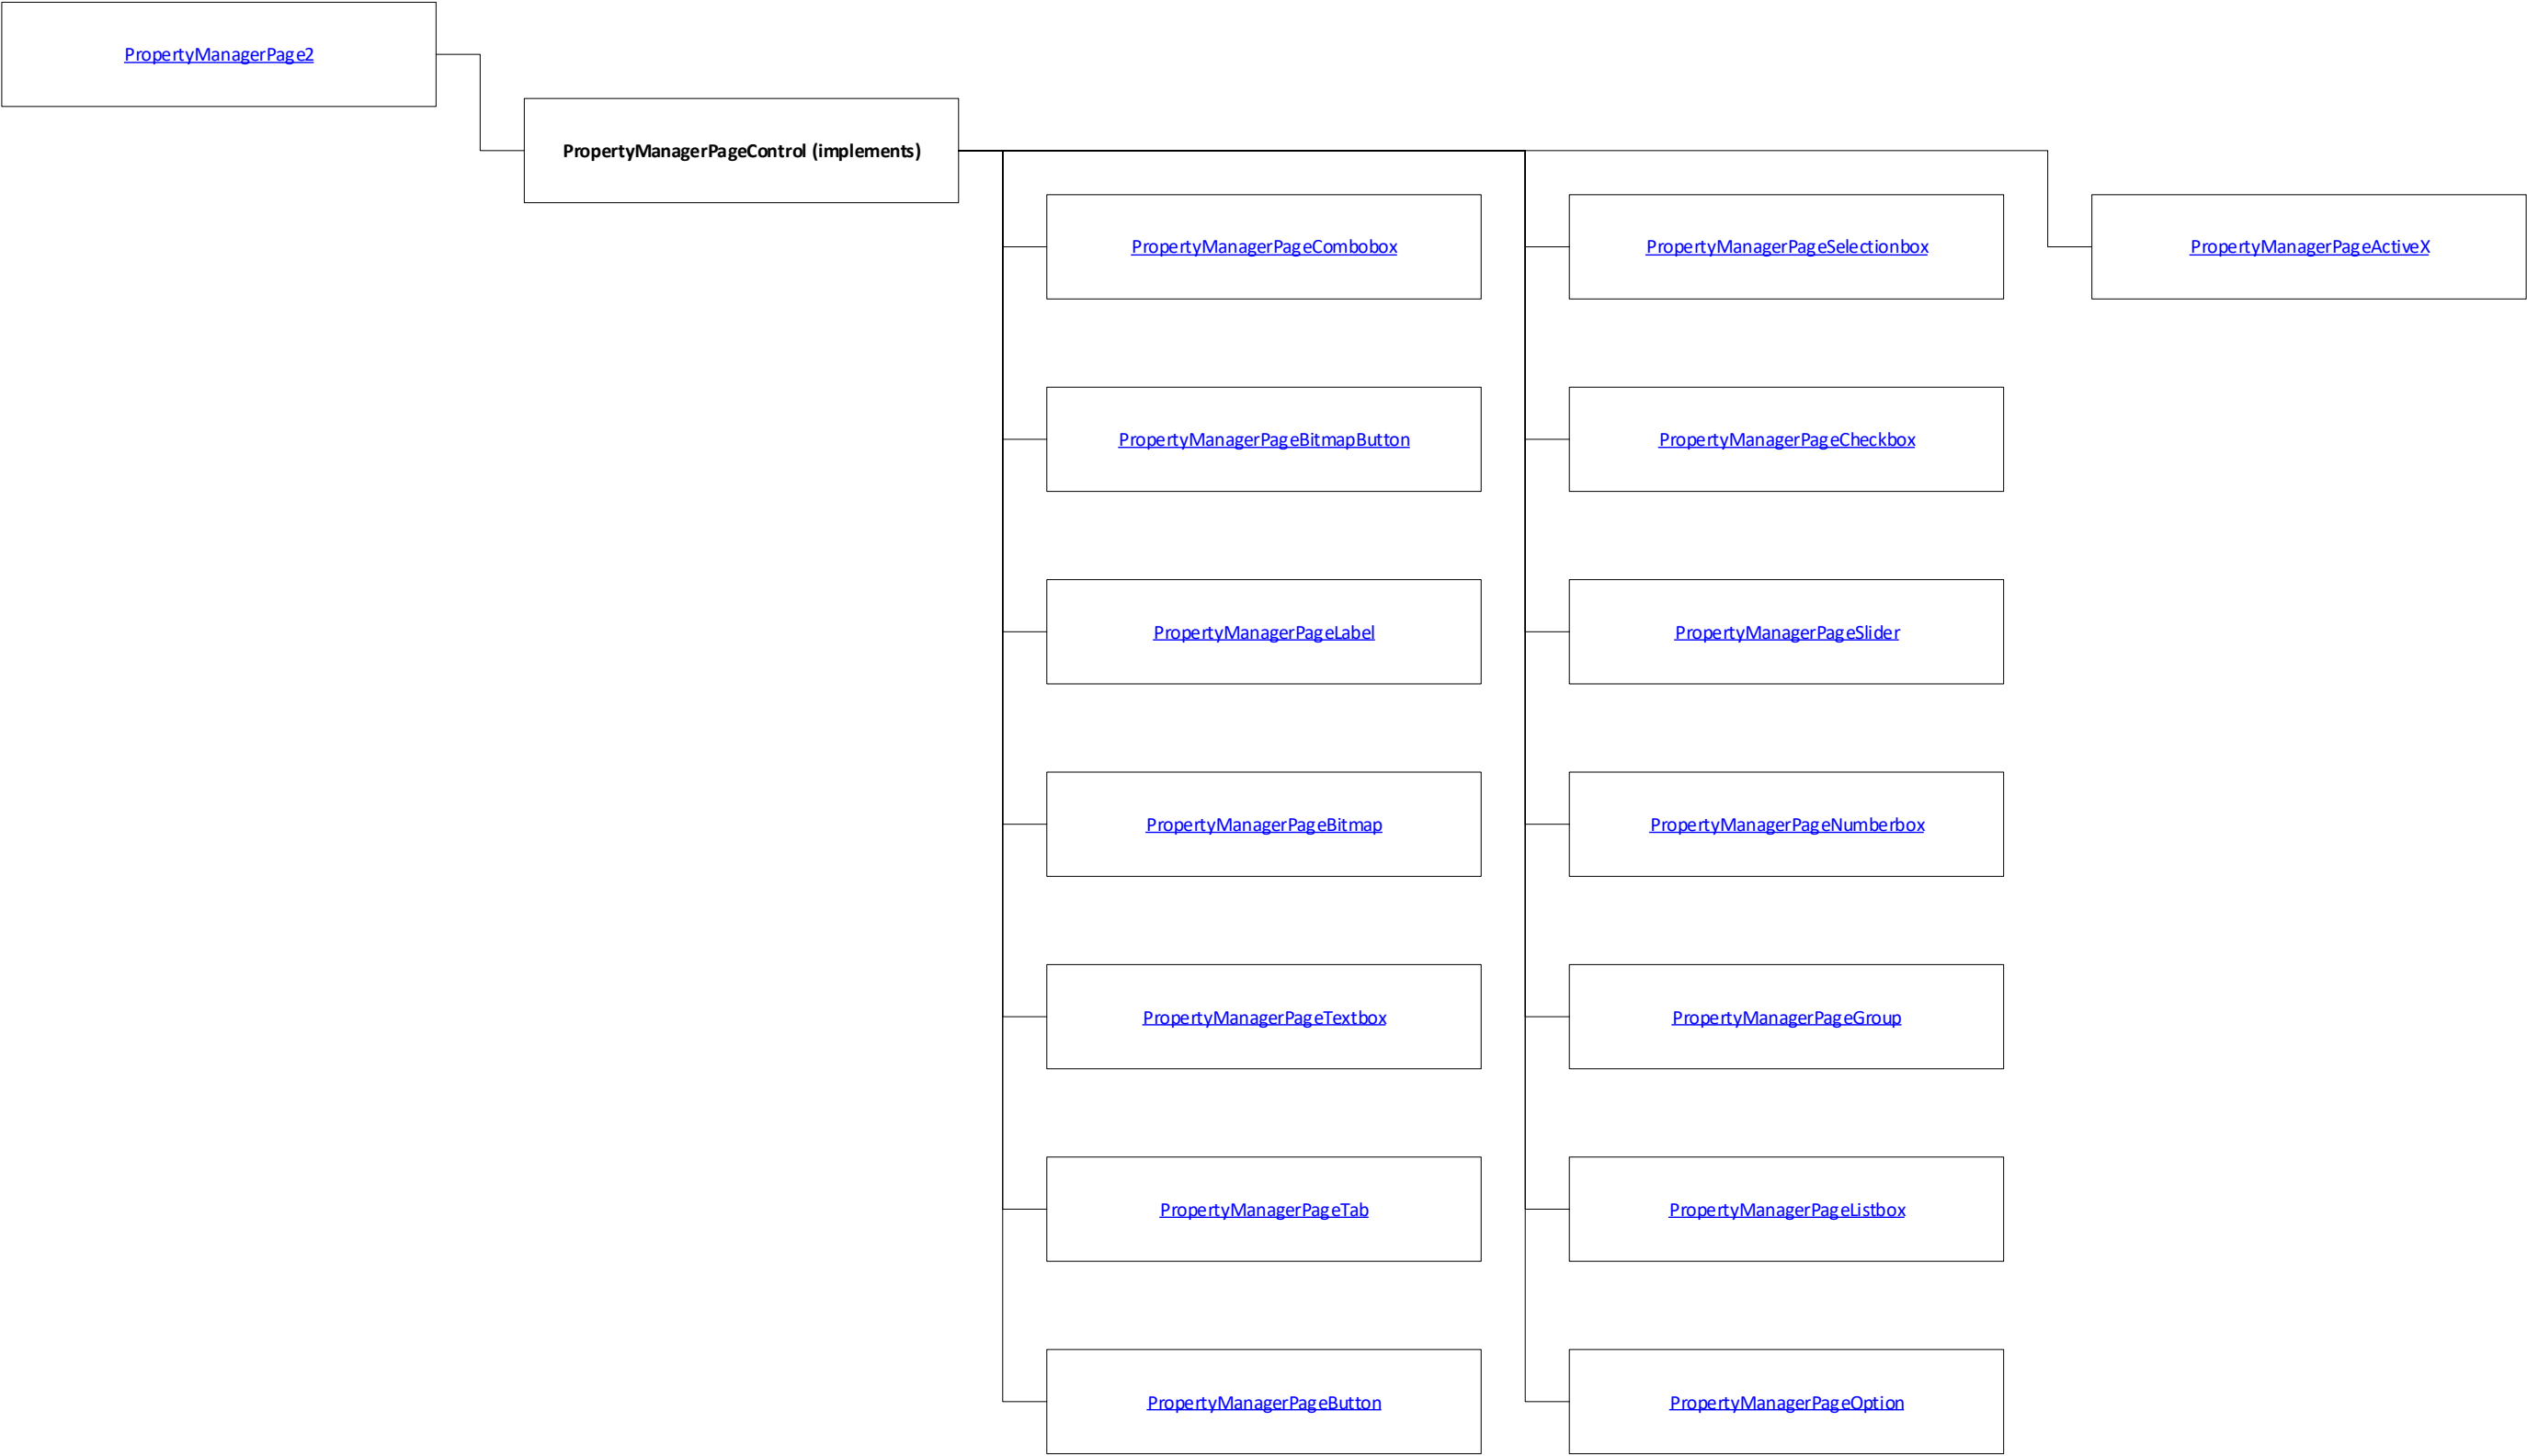 PropertyManagerPage2
PropertyManagerPageControl (implements)
PropertyManagerPageCombobox
PropertyManagerPageSelectionbox
PropertyManagerPageActiveX
PropertyManagerPageBitmapButton
PropertyManagerPageCheckbox
PropertyManagerPageLabel
PropertyManagerPageSlider
PropertyManagerPageBitmap
PropertyManagerPageNumberbox
PropertyManagerPageTextbox
PropertyManagerPageGroup
PropertyManagerPageTab
PropertyManagerPageListbox
PropertyManagerPageButton
PropertyManagerPageOption